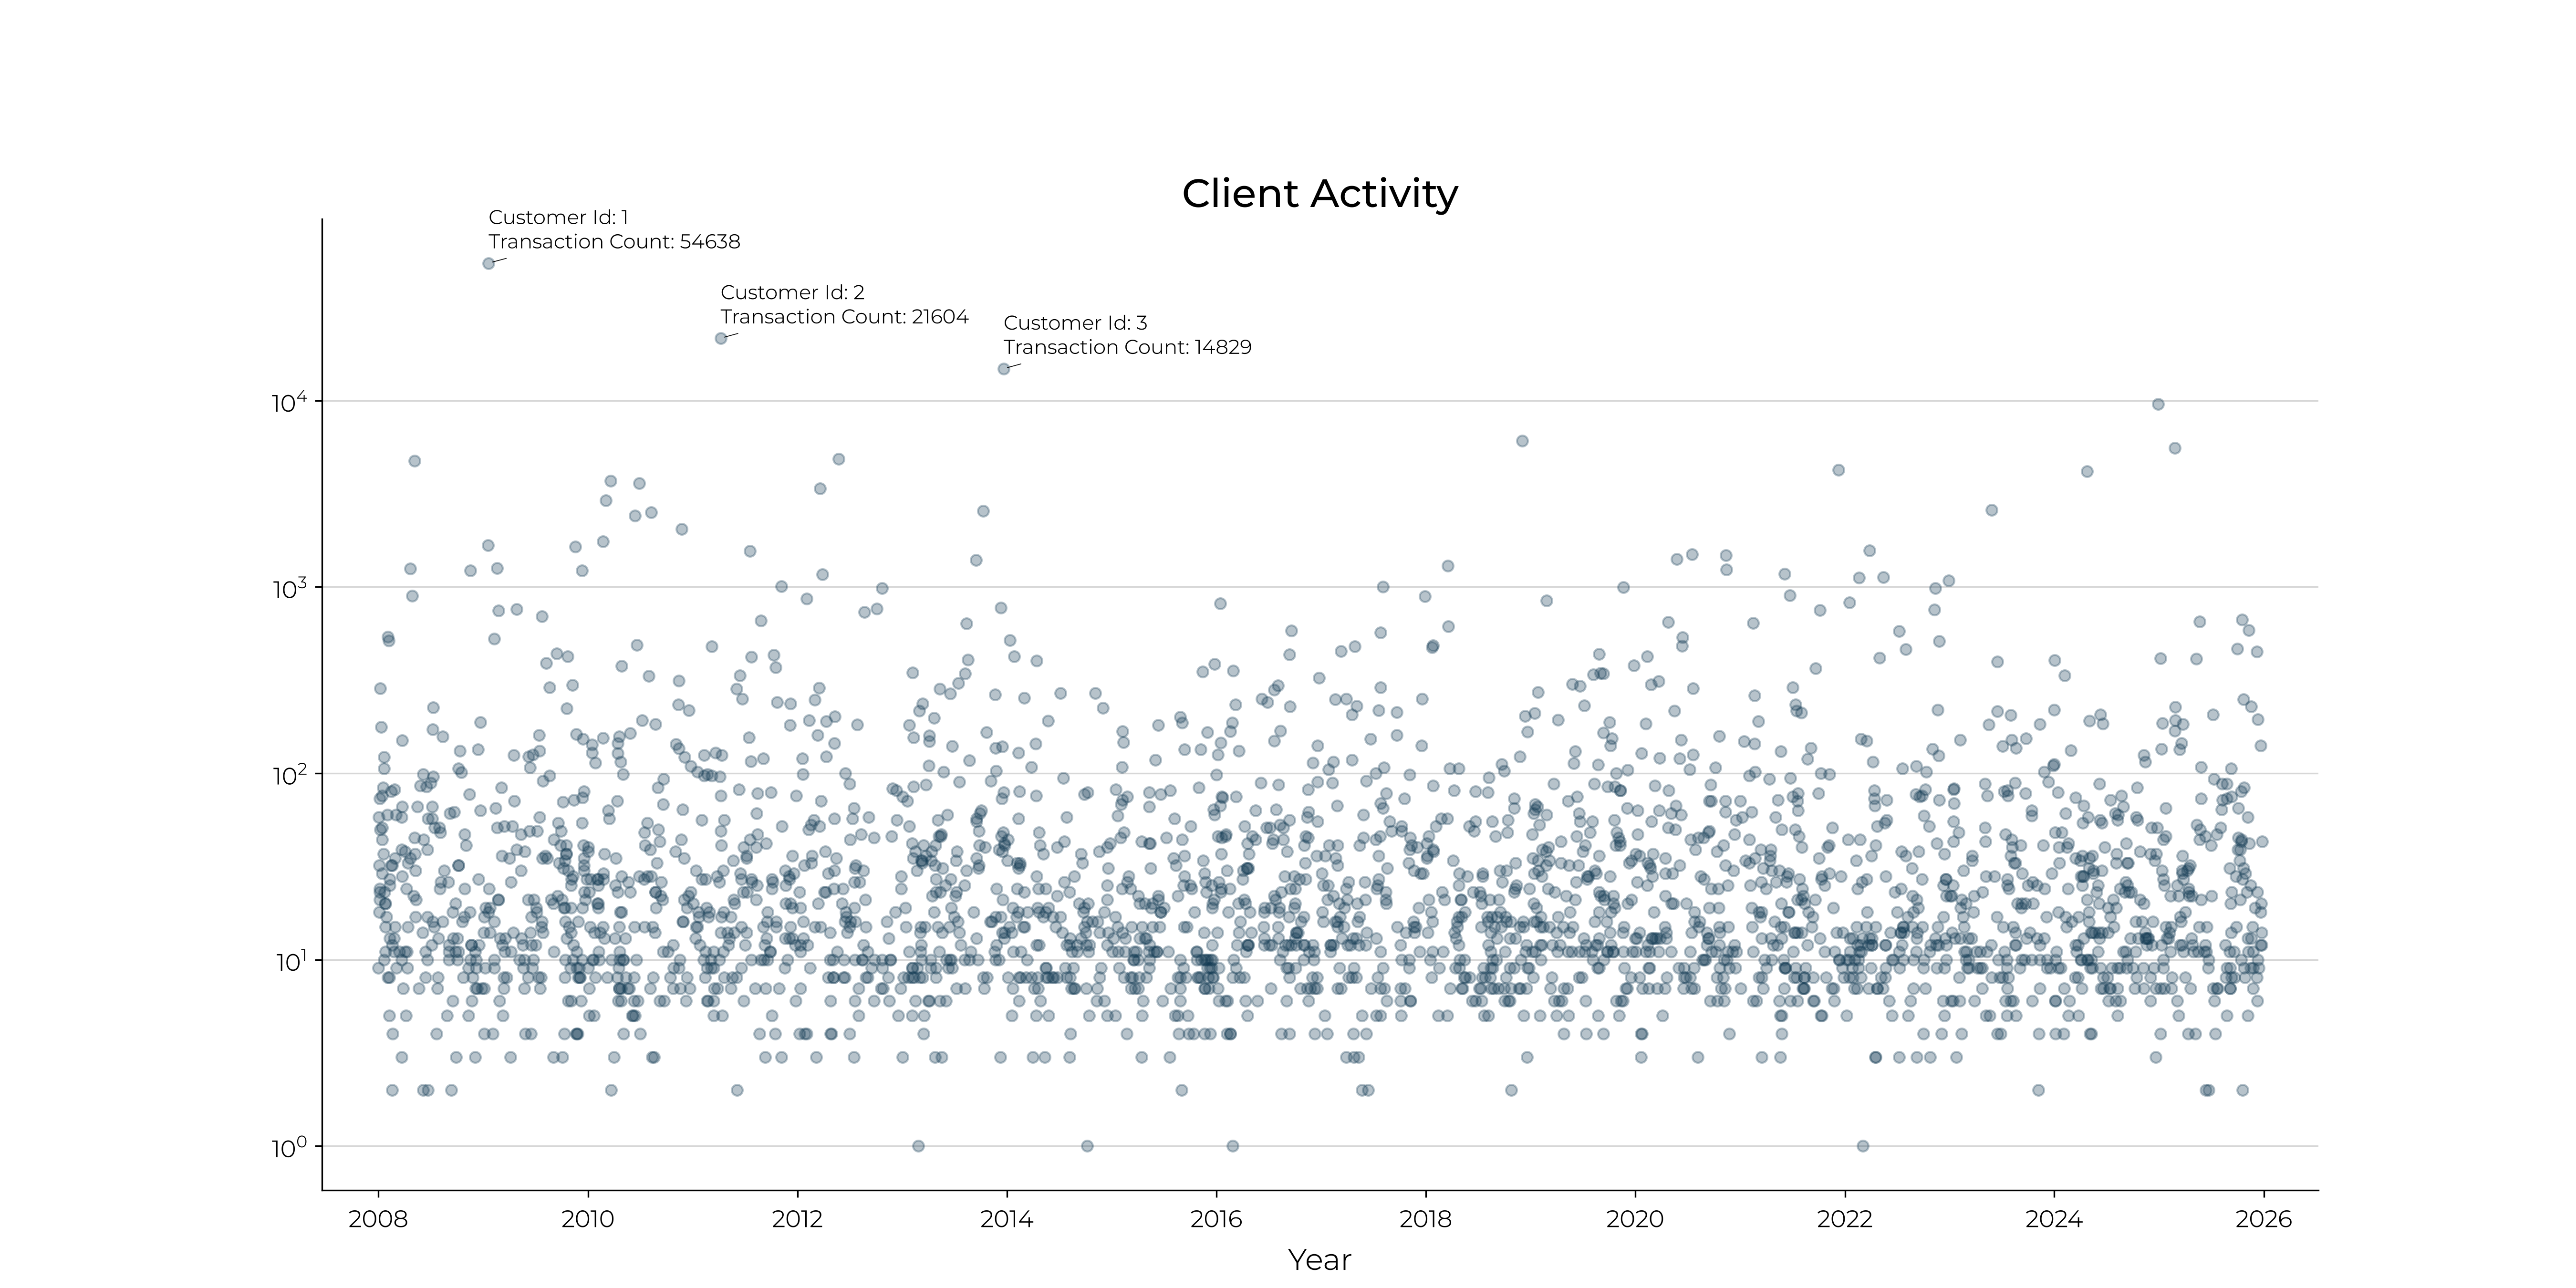 Client Activity
Customer Id: 1
Transaction Count: 54638
Customer Id: 2
Transaction Count: 21604
Customer Id: 3
Transaction Count: 14829
10⁴
10³
10²
10¹
10⁰
2008 2010 2012 2014 2016 2018 2020 2022 2024 2026
Year